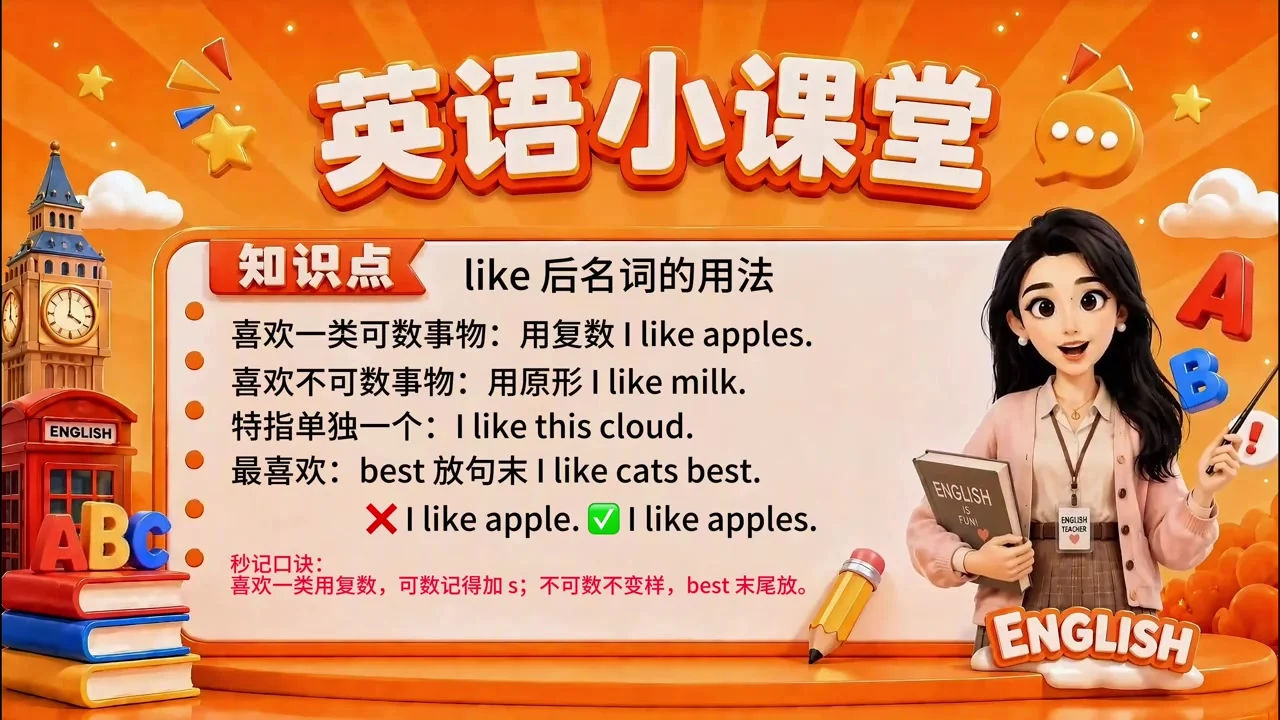 英语小课堂
知识点
like 后名词的用法
喜欢一类可数事物：用复数 I like apples.
喜欢不可数事物：用原形 I like milk.
特指单独一个：I like this cloud.
最喜欢：best 放句末 I like cats best.
❌ I like apple. ✅ I like apples.
秒记口诀：
喜欢一类用复数，可数记得加 s；不可数不变样，best 末尾放。
ENGLISH
ABC
A
B
!
ENGLISH
IS
FUN!
ENGLISH
TEACHER
ENGLISH